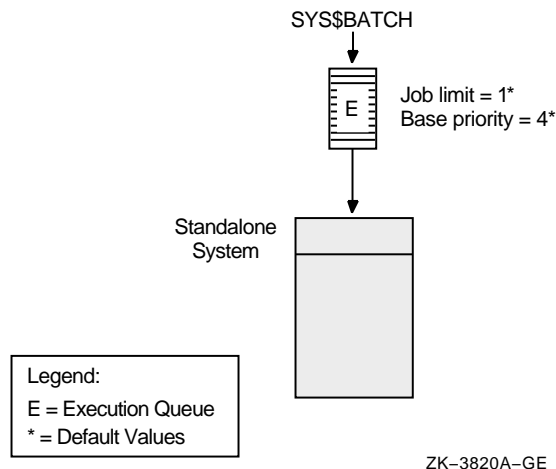 SYS$BATCH
E
Job limit = 1*
Base priority = 4*
Standalone
System
Legend:
E = Execution Queue
* = Default Values
ZK–3820A–GE